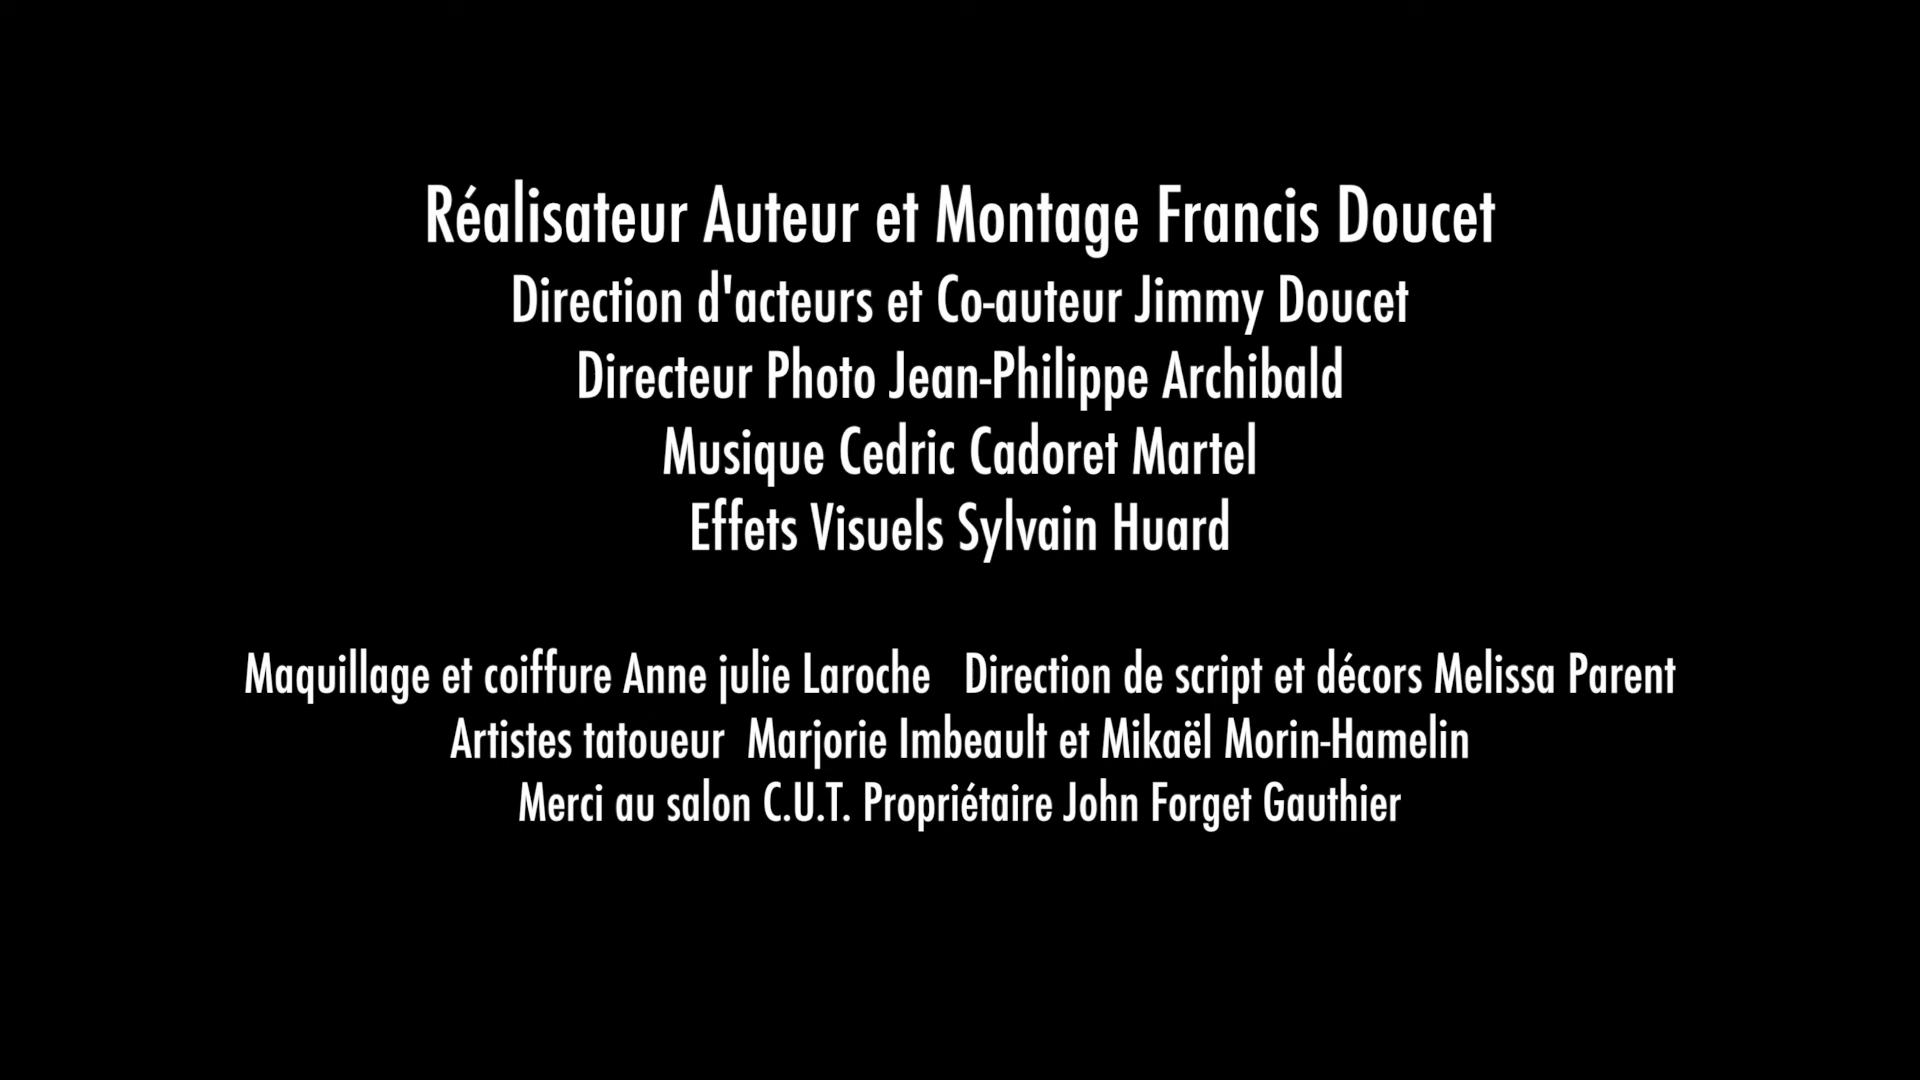 Réalisateur Auteur et Montage Francis Doucet
Direction d'acteurs et Co-auteur Jimmy Doucet
Directeur Photo Jean-Philippe Archibald
Musique Cedric Cadoret Martel
Effets Visuels Sylvain Huard
Maquillage et coiffure Anne julie Laroche   Direction de script et décors Melissa Parent
Artistes tatoueur  Marjorie Imbeault et Mikaël Morin-Hamelin
Merci au salon C.U.T. Propriétaire John Forget Gauthier